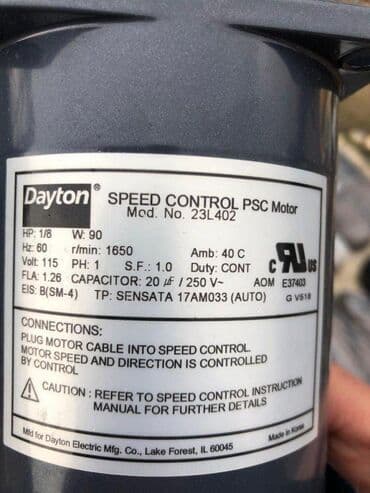 Dayton®
SPEED CONTROL PSC Motor
Mod. No. 23L402
HP: 1/8 W: 90
Hz: 60 r/min: 1650 Amb: 40 C
Volt: 115 PH: 1 S.F.: 1.0 Duty: CONT
FLA: 1.26 CAPACITOR: 20 µF / 250 V~ AOM E37403
EIS: B(SM-4) TP: SENSATA 17AM033 (AUTO) G V518
c RU US
CONNECTIONS:
PLUG MOTOR CABLE INTO SPEED CONTROL.
MOTOR SPEED AND DIRECTION IS CONTROLLED
BY CONTROL
CAUTION : REFER TO SPEED CONTROL INSTRUCTION
MANUAL FOR FURTHER DETAILS
Mfd for Dayton Electric Mfg. Co., Lake Forest, IL 60045 Made in Korea